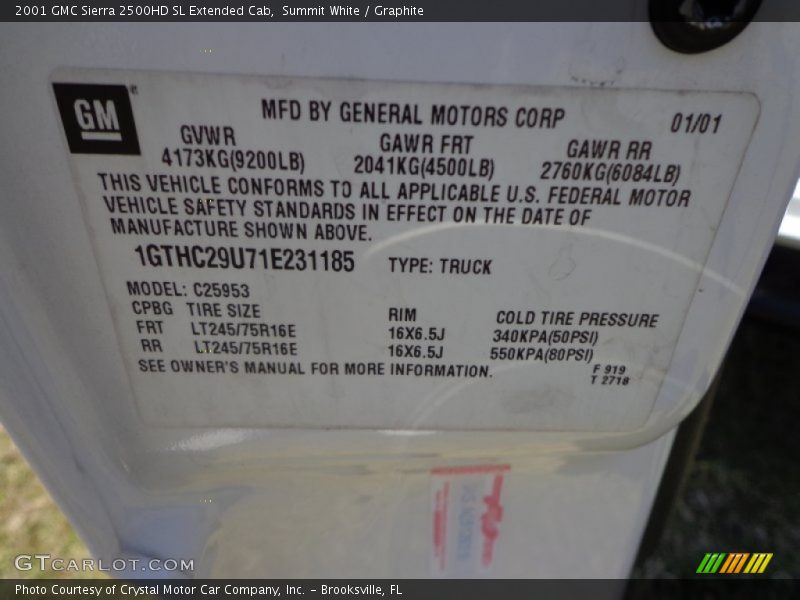 2001 GMC Sierra 2500HD SL Extended Cab, Summit White / Graphite
GM
MFD BY GENERAL MOTORS CORP 01/01
GVWR GAWR FRT GAWR RR
4173KG(9200LB) 2041KG(4500LB) 2760KG(6084LB)
THIS VEHICLE CONFORMS TO ALL APPLICABLE U.S. FEDERAL MOTOR
VEHICLE SAFETY STANDARDS IN EFFECT ON THE DATE OF
MANUFACTURE SHOWN ABOVE.
1GTHC29U71E231185 TYPE: TRUCK
MODEL: C25953
CPBG TIRE SIZE RIM COLD TIRE PRESSURE
FRT LT245/75R16E 16X6.5J 340KPA(50PSI)
RR LT245/75R16E 16X6.5J 550KPA(80PSI)
SEE OWNER'S MANUAL FOR MORE INFORMATION.
F 919
T 2718
GTCarLot.com
Photo Courtesy of Crystal Motor Car Company, Inc. – Brooksville, FL